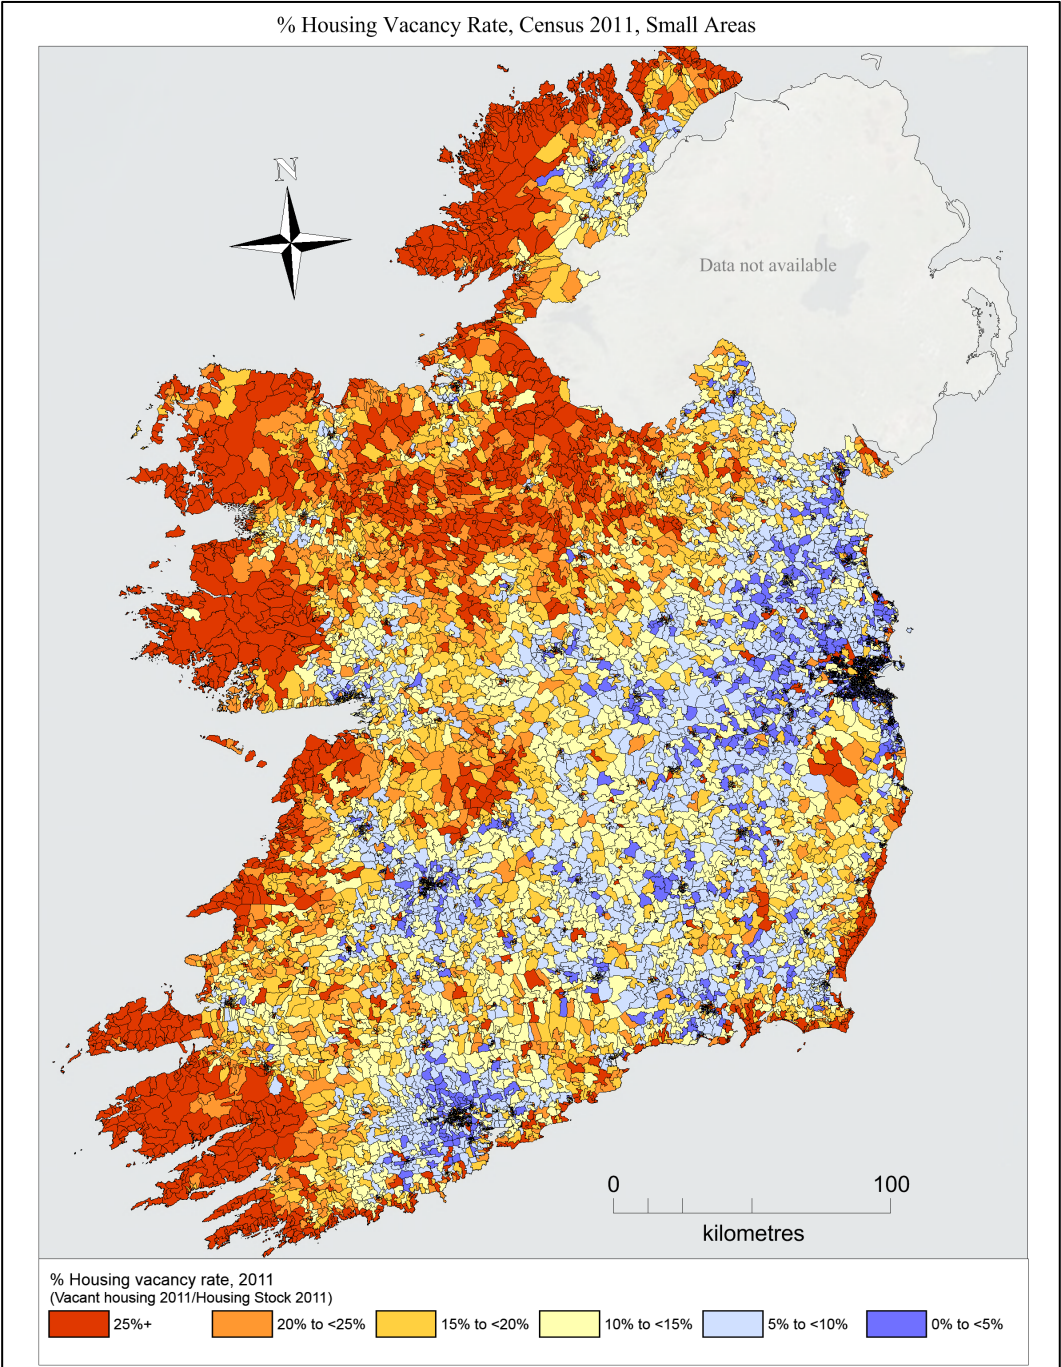 % Housing Vacancy Rate, Census 2011, Small Areas
N
Data not available
0 100
kilometres
% Housing vacancy rate, 2011
(Vacant housing 2011/Housing Stock 2011)
25%+ 20% to <25% 15% to <20% 10% to <15% 5% to <10% 0% to <5%